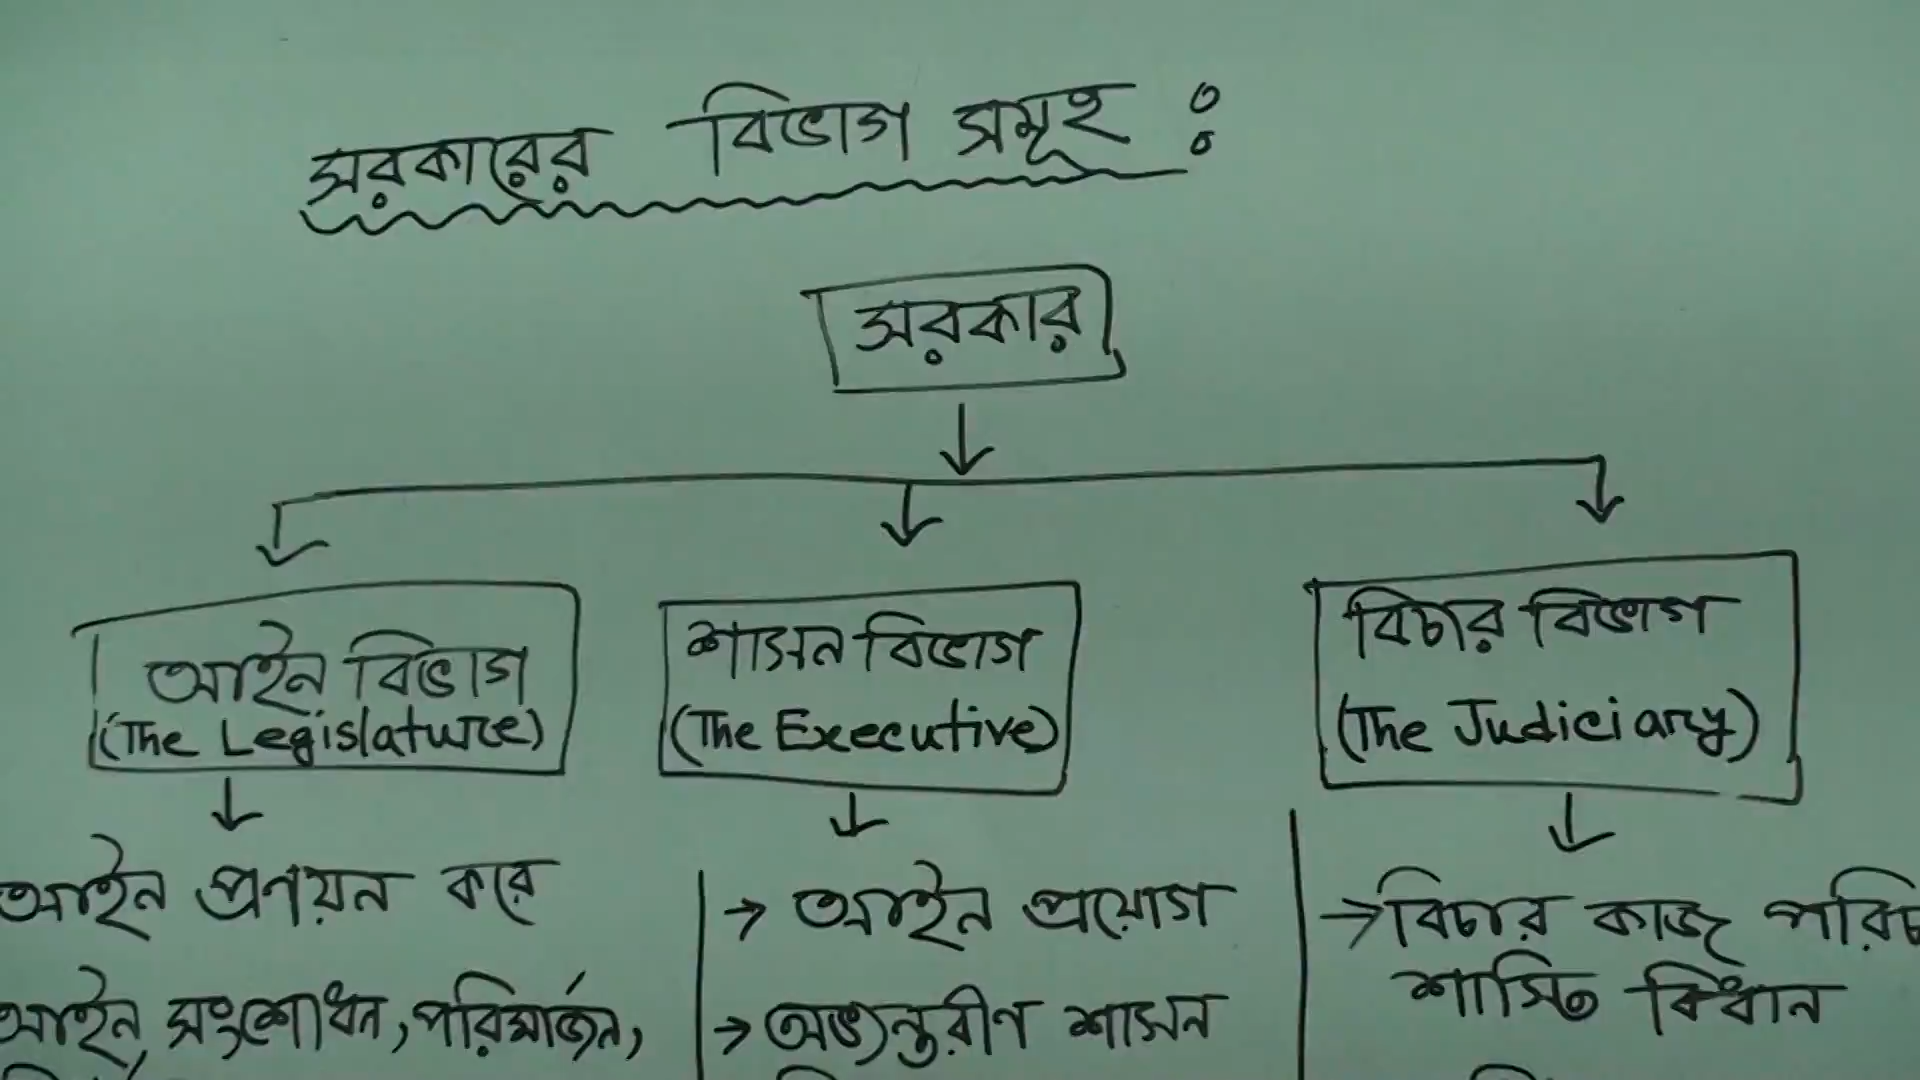 সরকারের বিভাগ সমূহ :
সরকার
আইন বিভাগ
(The Legislature)
শাসন বিভাগ
(The Executive)
বিচার বিভাগ
(The Judiciary)
আইন প্রণয়ন করে
আইন সংশোধন, পরিমার্জন,
→ আইন প্রয়োগ
→ অভ্যন্তরীণ শাসন
→ বিচার কাজ
শাস্তি বিধান